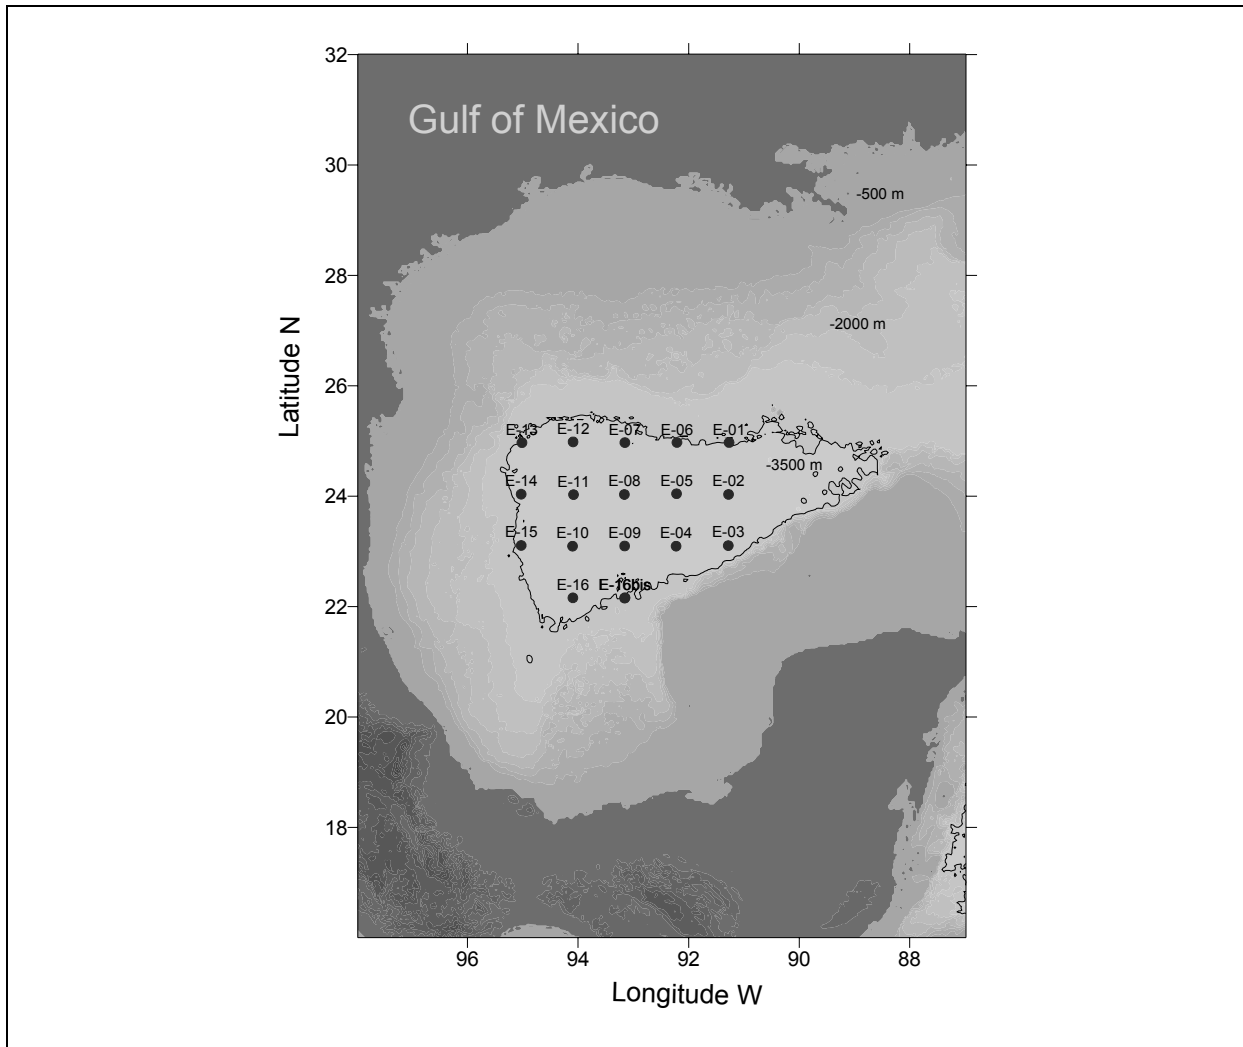 32
Gulf of Mexico
30
-500 m
28
-2000 m
Latitude N
26
E-13 E-12 E-07 E-06 E-01
-3500 m
E-14 E-11 E-08 E-05 E-02
24
E-15 E-10 E-09 E-04 E-03
E-16 E-16bis
22
20
18
96 94 92 90 88
Longitude W